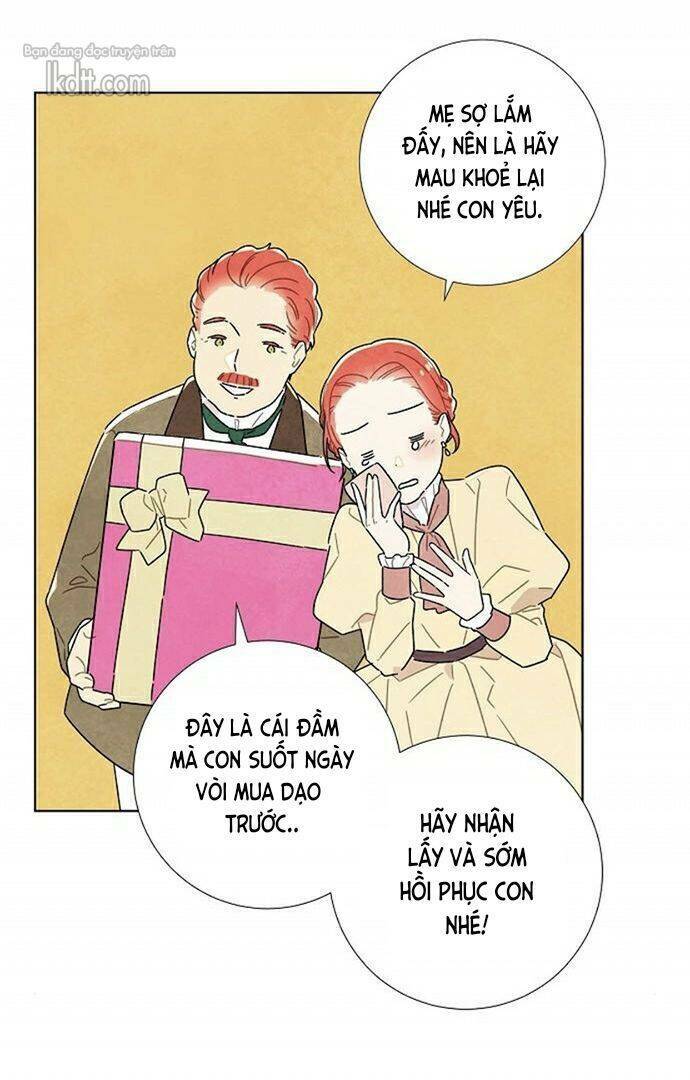 Bạn đang đọc truyện trên
lkdtt.com
MẸ SỢ LẮM
ĐẤY, NÊN LÀ HÃY
MAU KHOẺ LẠI
NHÉ CON YÊU.
ĐÂY LÀ CÁI ĐẦM
MÀ CON SUỐT NGÀY
VÒI MUA DẠO
TRƯỚC..
HÃY NHẬN
LẤY VÀ SỚM
HỒI PHỤC CON
NHÉ!